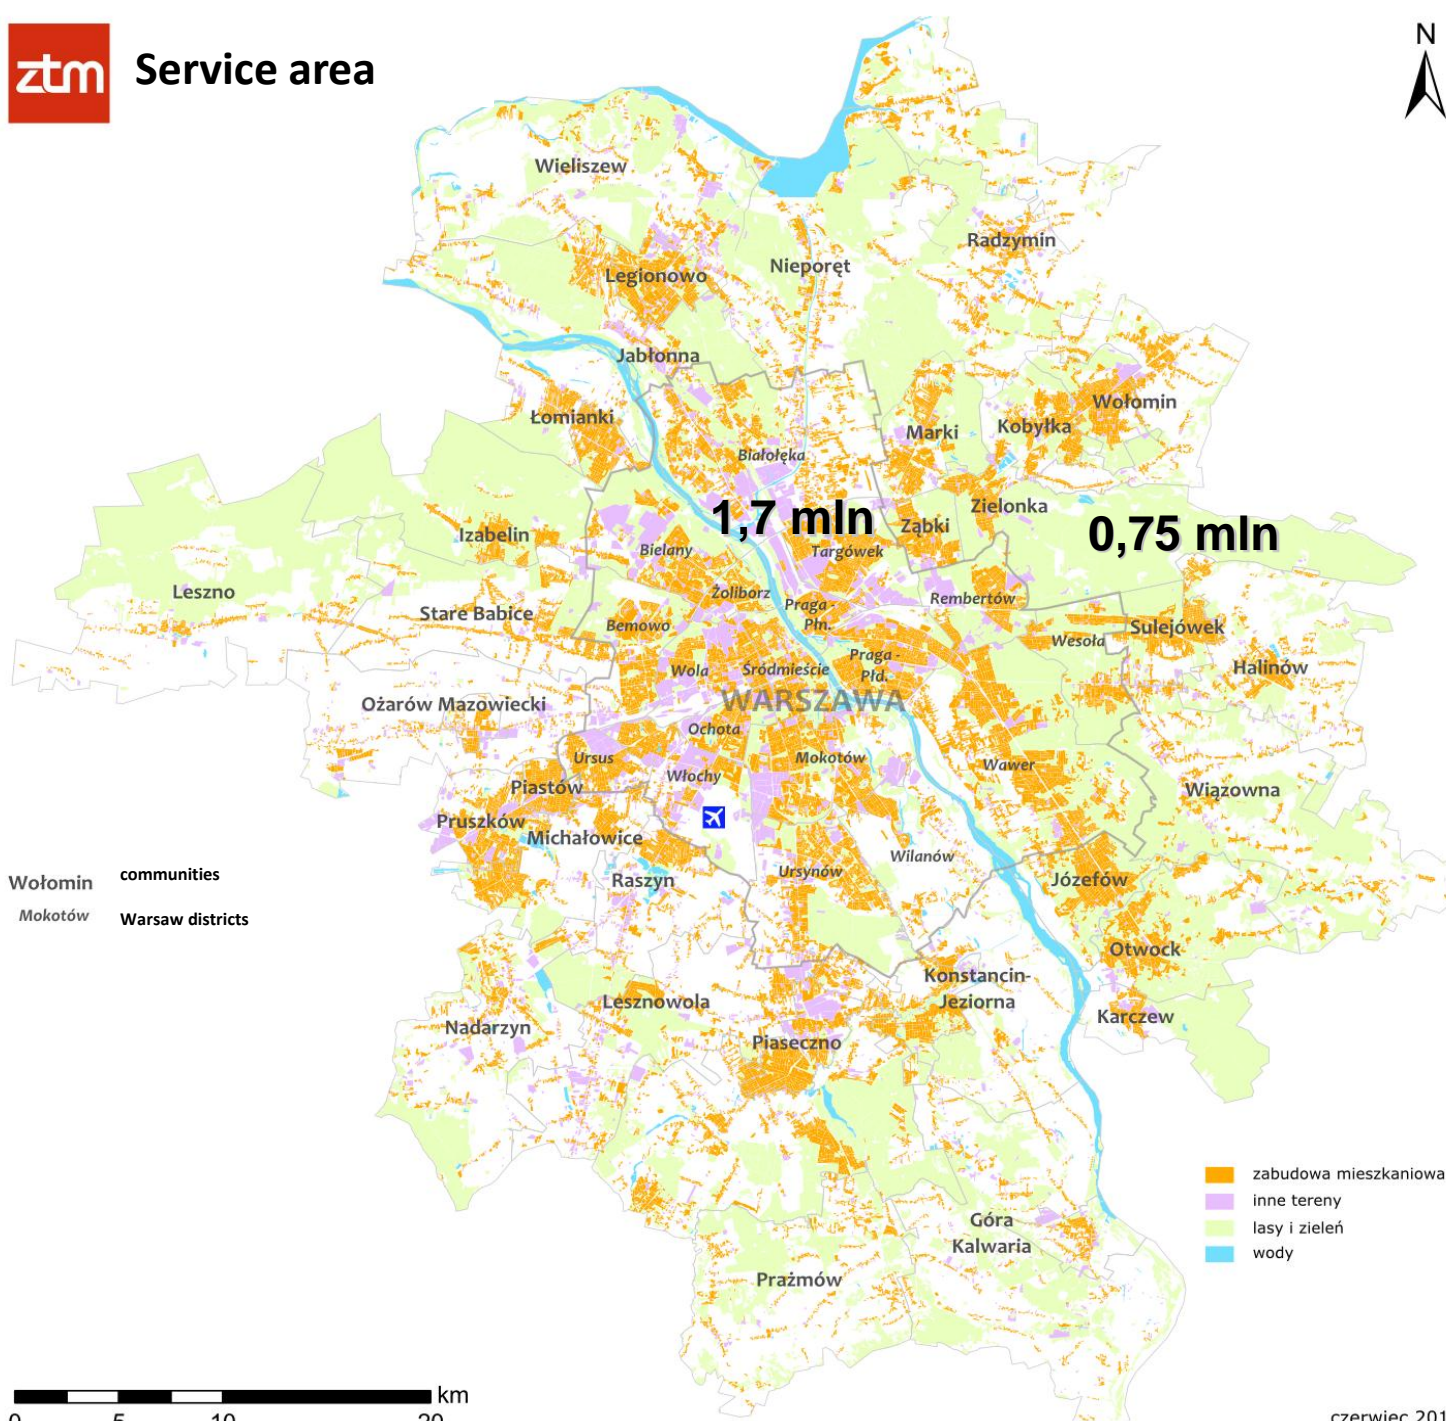 ztm
Service area
N
Wieliszew
Radzymin
Nieporęt
Legionowo
Jabłonna
Wołomin
Łomianki
Kobyłka
Marki
Białołęka
Zielonka
1,7 mln
Ząbki
0,75 mln
Izabelin
Bielany
Targówek
Leszno
Żoliborz
Rembertów
Stare Babice
Praga -
Płn.
Bemowo
Sulejówek
Wesoła
Praga -
Płd.
Wola
Śródmieście
Halinów
WARSZAWA
Ożarów Mazowiecki
Ochota
Ursus
Mokotów
Wawer
Włochy
Piastów
Wiązowna
Pruszków
Michałowice
Wilanów
Ursynów
Raszyn
Józefów
Wołomin
communities
Mokotów
Warsaw districts
Otwock
Konstancin-
Jeziorna
Lesznowola
Karczew
Nadarzyn
Piaseczno
zabudowa mieszkaniowa
inne tereny
lasy i zieleń
wody
Góra
Kalwaria
Prażmów
km
0 5 10 20
czerwiec 201